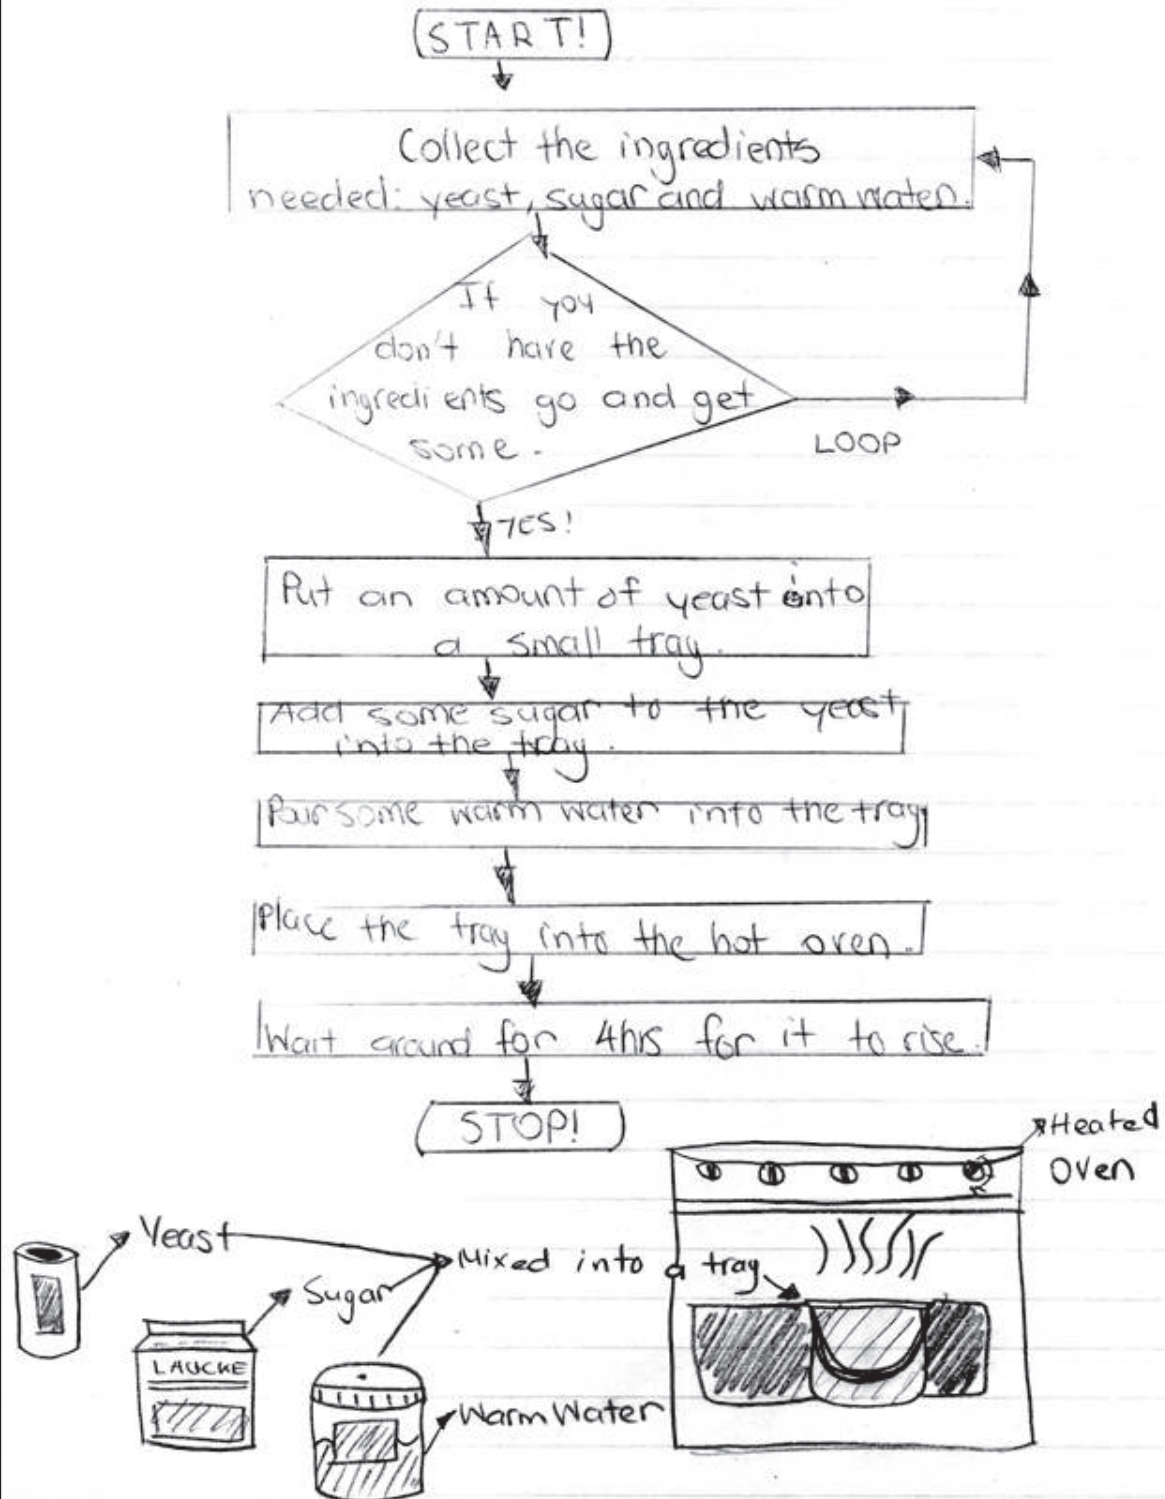 START!
Collect the ingredients
needed: yeast, sugar and warm water.
If you
don't have the
ingredients go and get
some.
LOOP
YES!
Put an amount of yeast into
a small tray.
Add some sugar to the yeast
into the tray.
Pour some warm water into the tray
Place the tray into the hot oven.
Wait around for 4hrs for it to rise.
STOP!
Heated
Oven
Yeast
Mixed into a tray
Sugar
LAUCKE
Warm Water